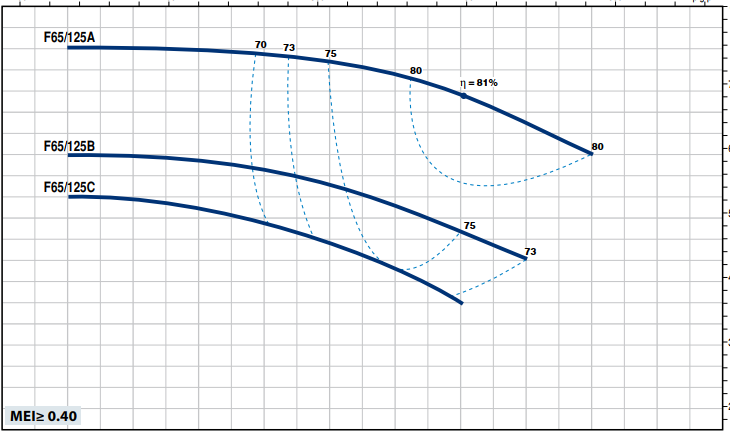 F65/125A
70
73
75
80
η = 81%
80
F65/125B
F65/125C
75
73
MEI≥ 0.40